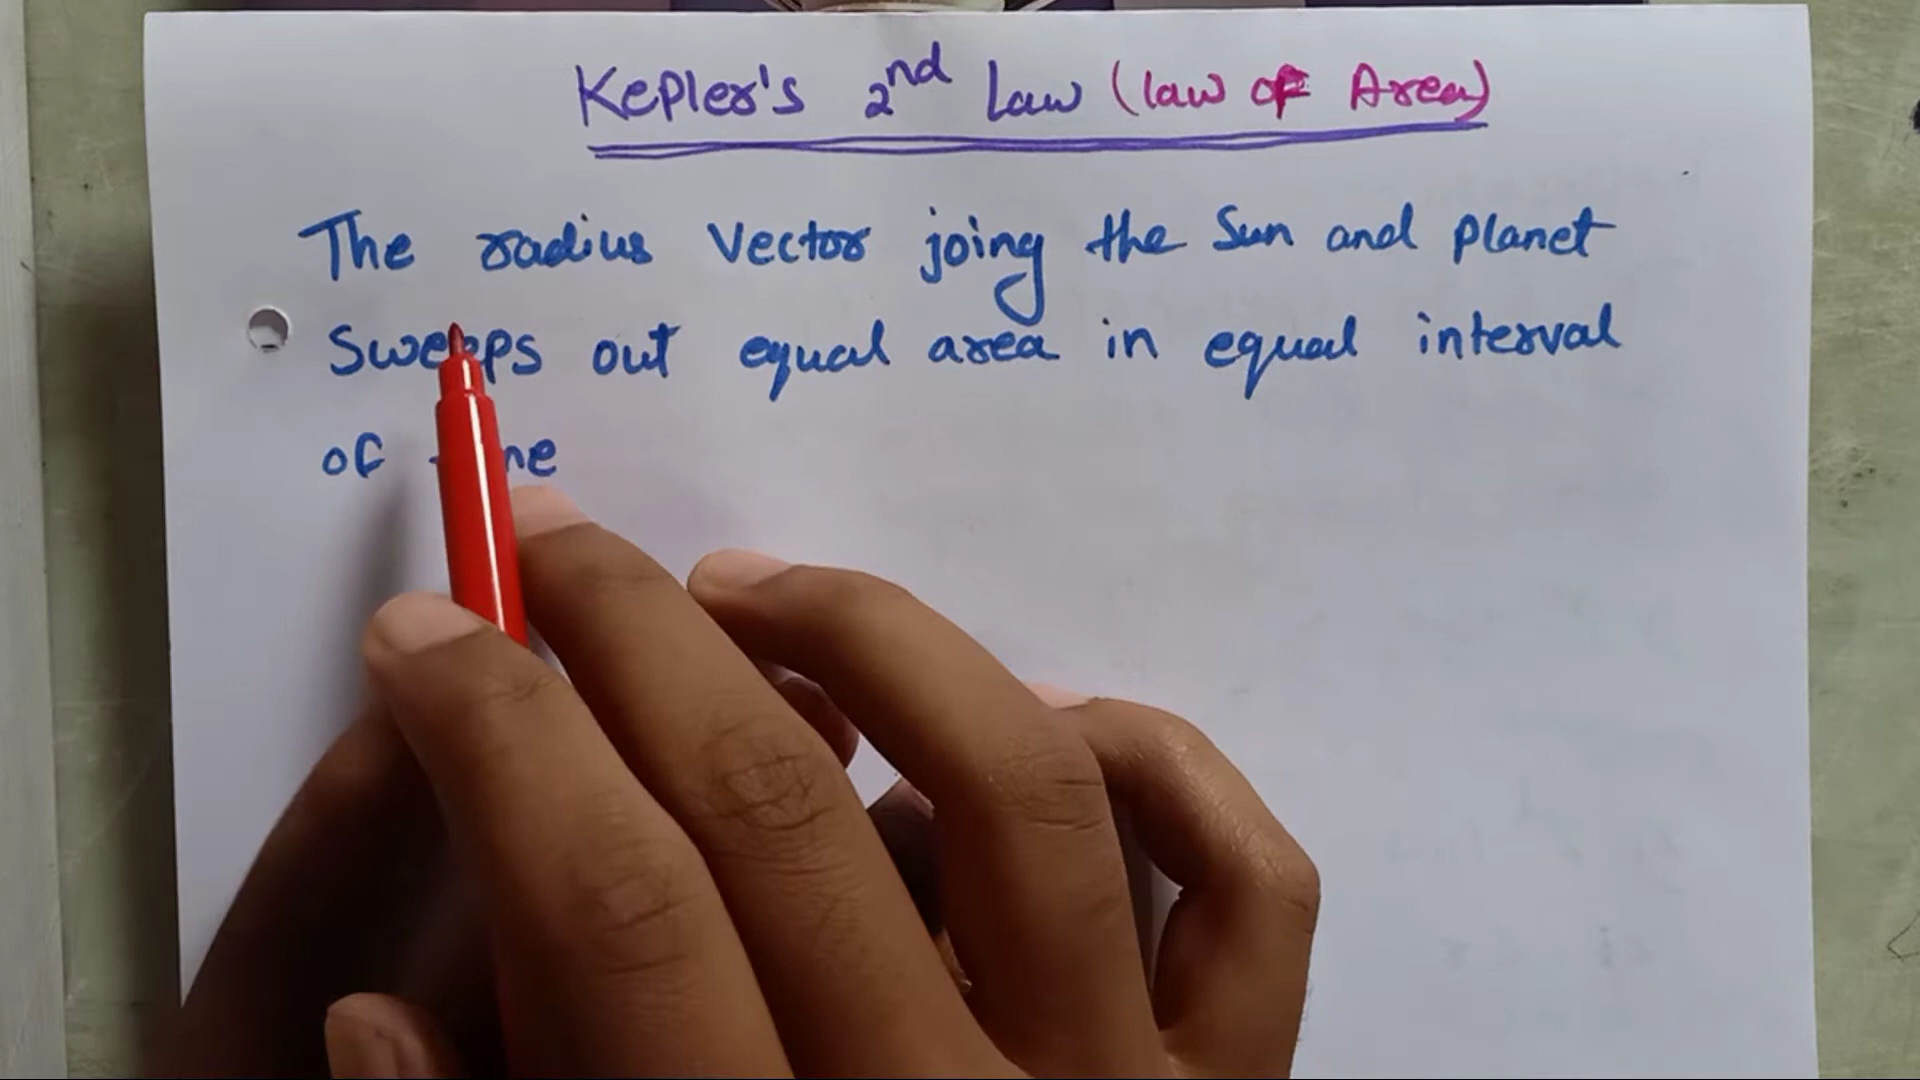 Kepler's 2nd Law (law of Area)
The radius vector joing the Sun and planet
Sweeps out equal area in equal interval
of